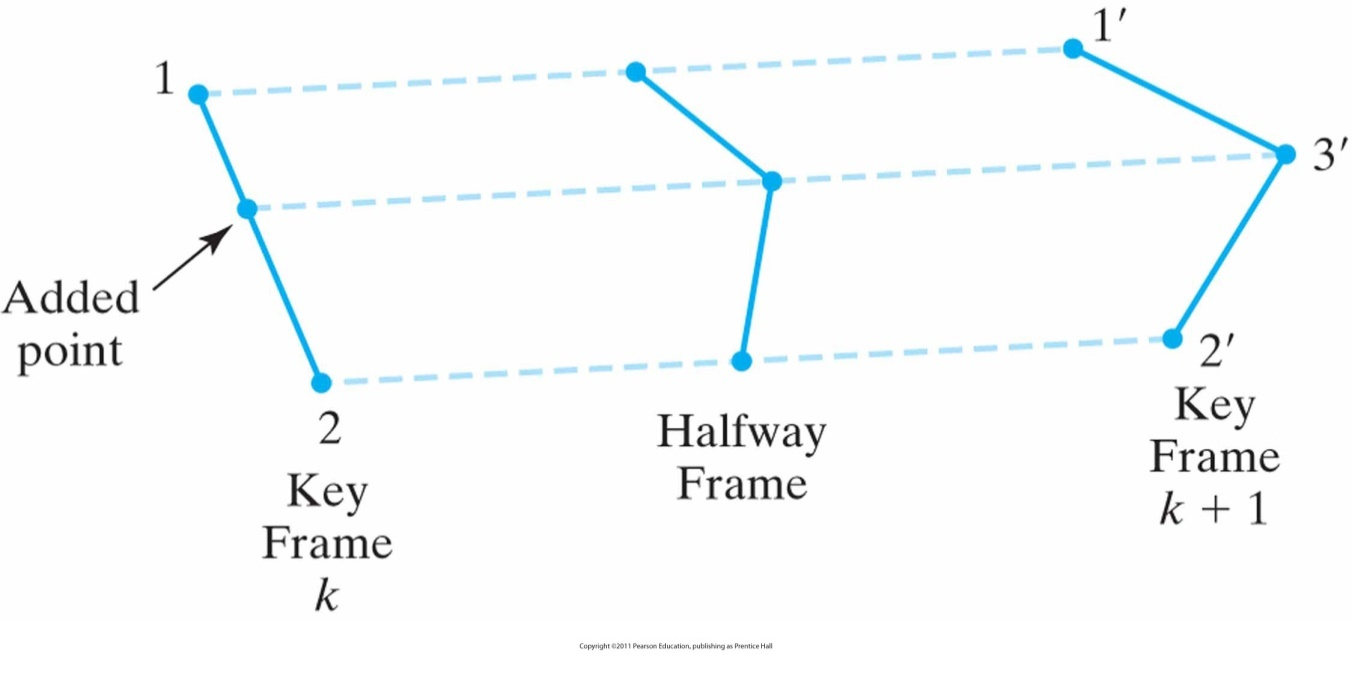 1′
1
3′
Added
point
2′
2
Halfway
Frame
Key
Frame
k + 1
Key
Frame
k
Copyright ©2011 Pearson Education, publishing as Prentice Hall